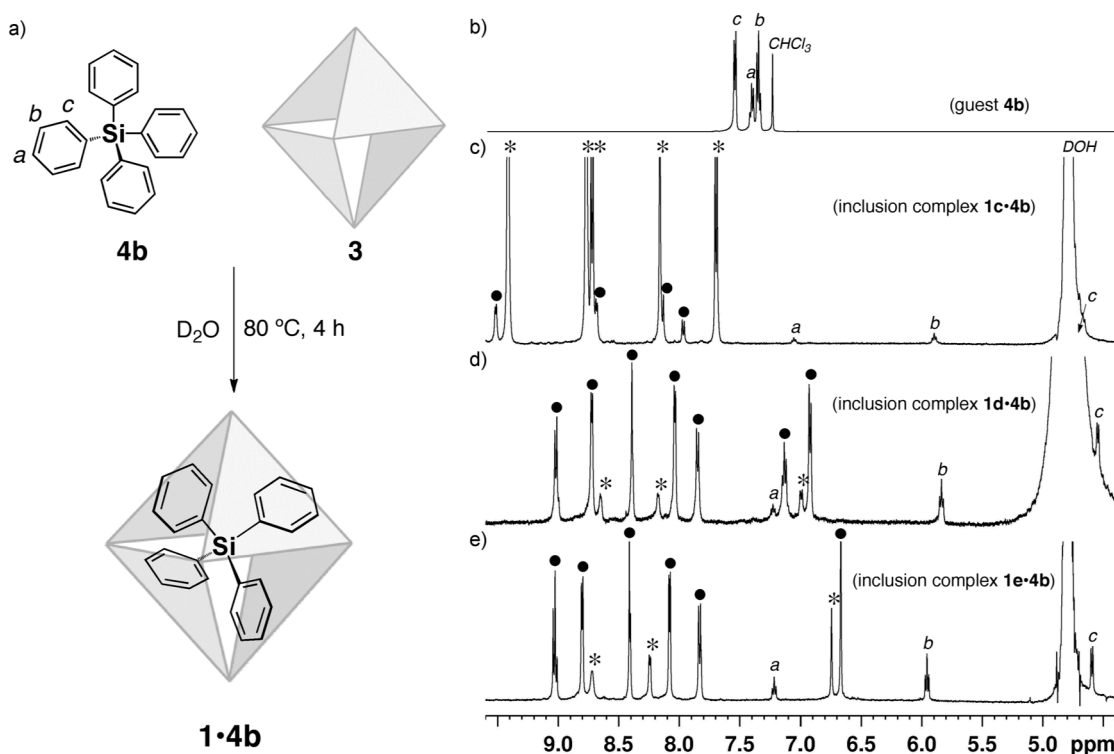 a)
b
c
a
Si
4b
3
D₂O
80 ºC, 4 h
Si
1•4b
b)
c
b
a
CHCl₃
(guest 4b)
c)
* ** * *
DOH
(inclusion complex 1c•4b)
● ● ● ●
a
b
c
d)
● ● ● ● ● ● ●
(inclusion complex 1d•4b)
* * *
a
b
c
e)
● ● ● ● ● ●
(inclusion complex 1e•4b)
* * *
a
b
c
9.0 8.5 8.0 7.5 7.0 6.5 6.0 5.5 5.0 ppm